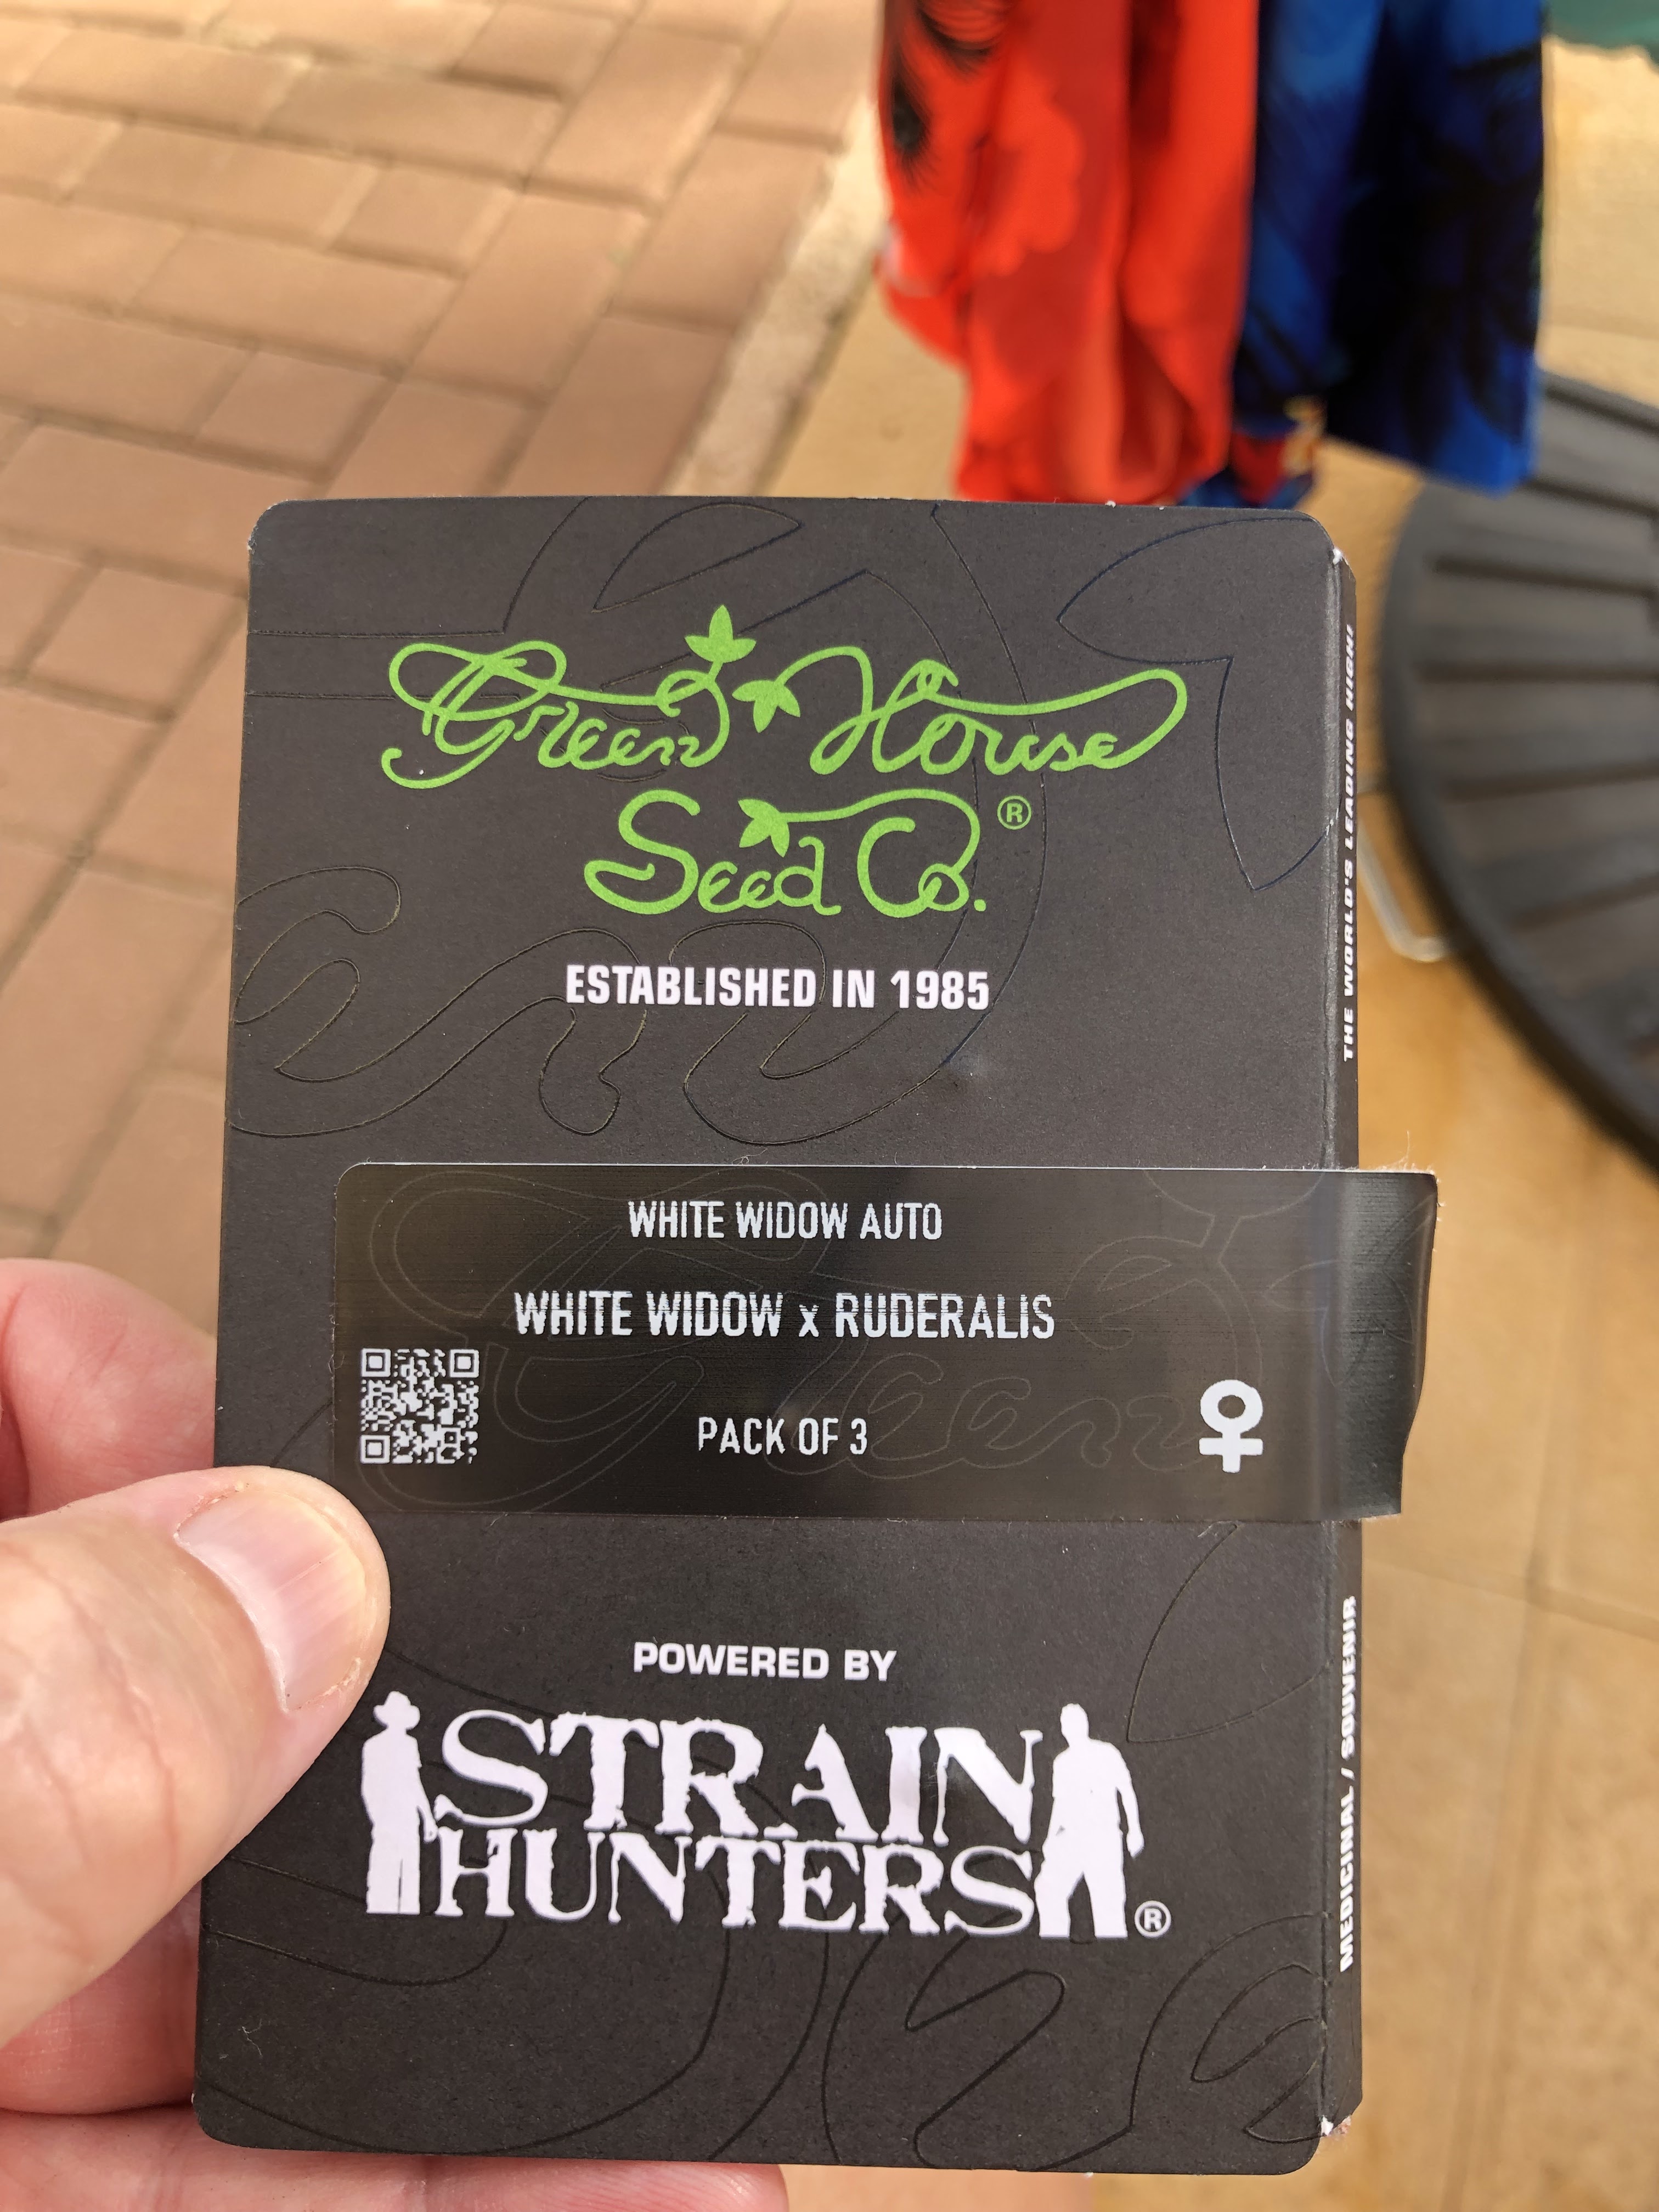 Green House
Seed Co.®
ESTABLISHED IN 1985
WHITE WIDOW AUTO
WHITE WIDOW x RUDERALIS
PACK OF 3
POWERED BY
STRAIN
HUNTERS®
THE WORLD'S LEADING HIGH!
MEDICINAL / SOUVENIR